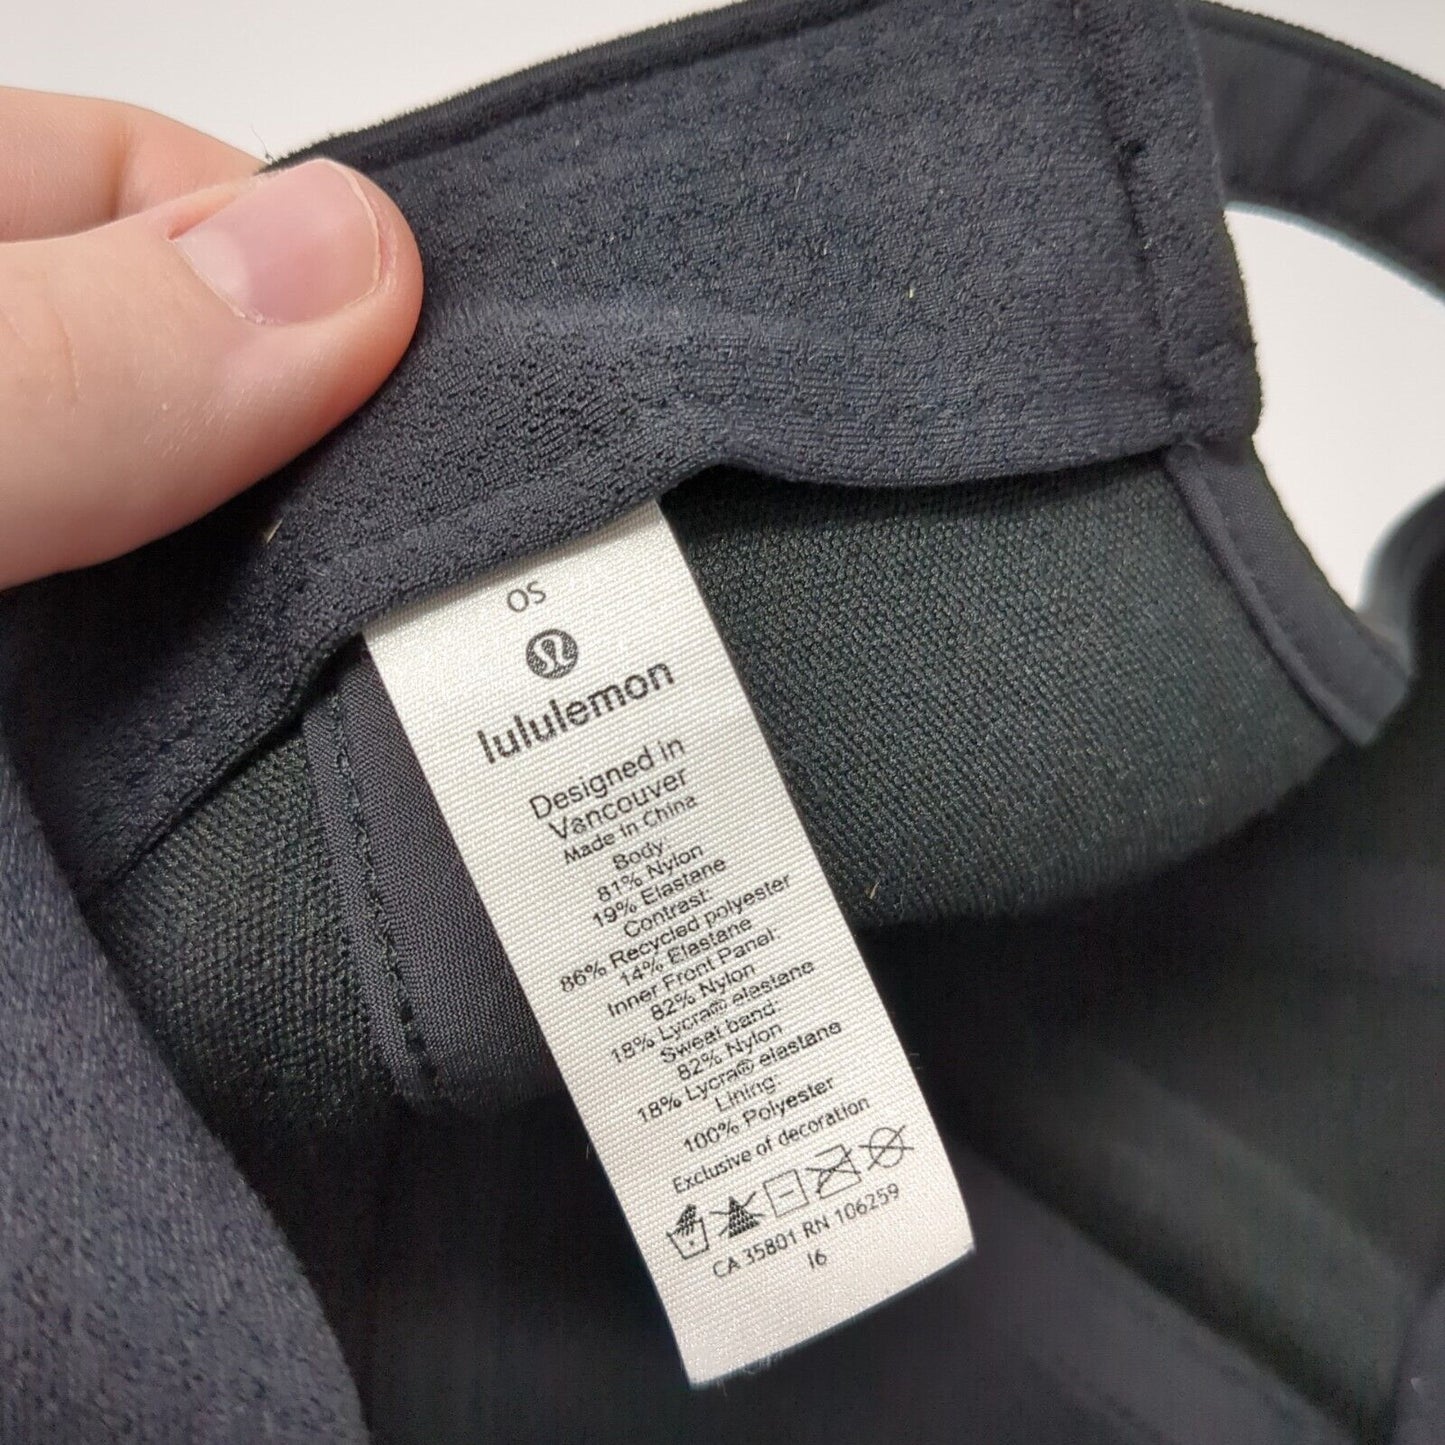 OS
lululemon
Designed in
Vancouver
Made in China
Body:
81% Nylon
19% Elastane
Contrast:
86% Recycled polyester
14% Elastane
Inner Front Panel:
82% Nylon
18% Lycra® elastane
Sweat band:
82% Nylon
18% Lycra® elastane
Lining:
100% Polyester
Exclusive of decoration
CA 35801 RN 106259
16